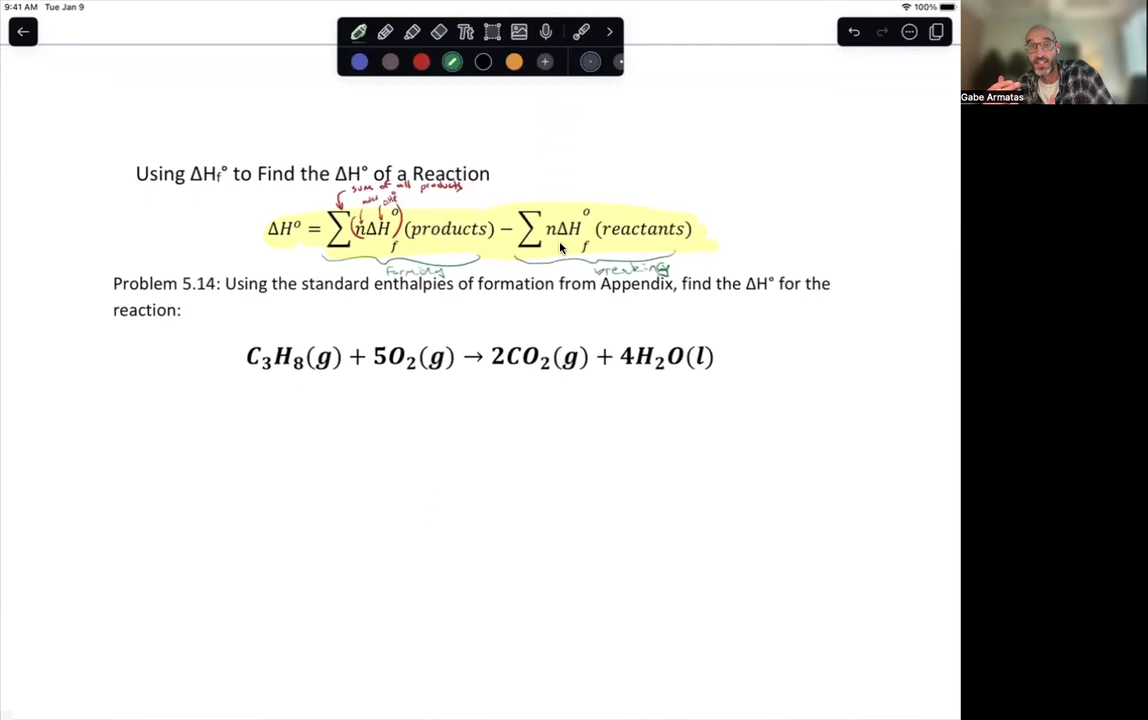 9:41 AM Tue Jan 9
100%
Tt
Gabe Armatas
Using ΔHf° to Find the ΔH° of a Reaction
sum of all products
moles ΔHf°
ΔH° = ∑(nΔH°f)(products) − ∑nΔH°f(reactants)
forming breaking
Problem 5.14: Using the standard enthalpies of formation from Appendix, find the ΔH° for the
reaction:
C₃H₈(g) + 5O₂(g) → 2CO₂(g) + 4H₂O(l)